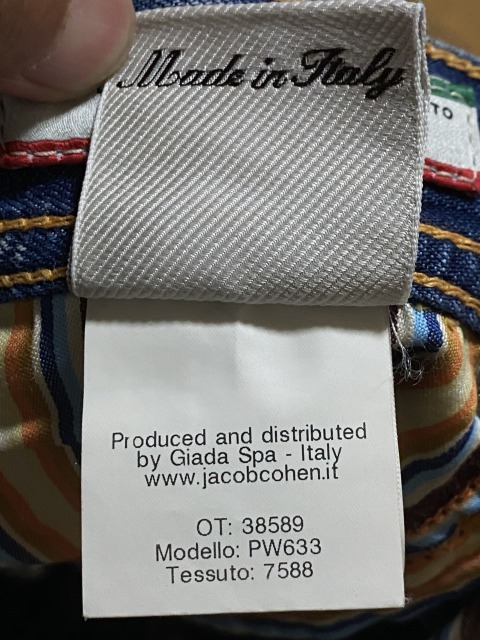 Made in Italy
TO
Produced and distributed
by Giada Spa - Italy
www.jacobcohen.it
OT: 38589
Modello: PW633
Tessuto: 7588